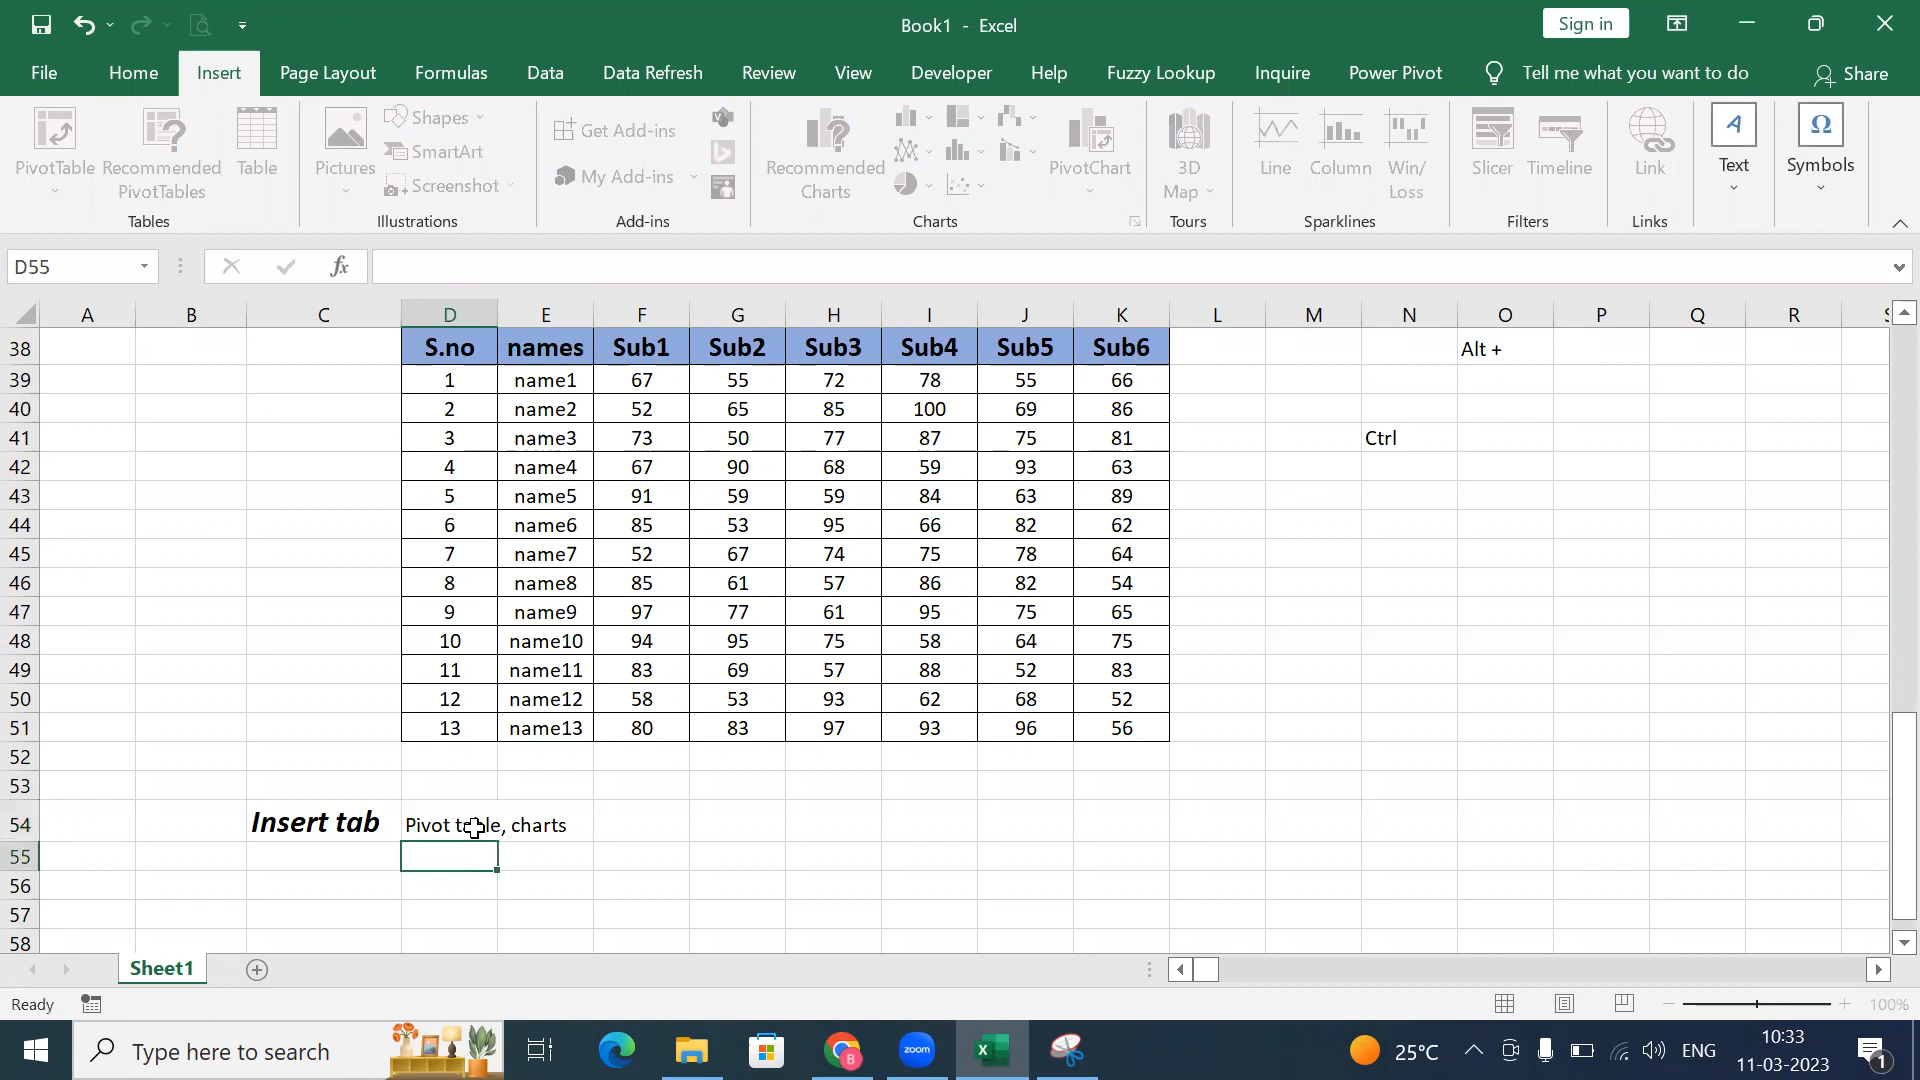 Book1 - Excel
Sign in
File Home Insert Page Layout Formulas Data Data Refresh Review View Developer Help Fuzzy Lookup Inquire Power Pivot Tell me what you want to do Share
PivotTable
Recommended
PivotTables
Table
Pictures
Shapes
SmartArt
Screenshot
Get Add-ins
My Add-ins
Recommended
Charts
PivotChart
3D
Map
Line
Column
Win/
Loss
Slicer
Timeline
Link
Text
Symbols
Tables Illustrations Add-ins Charts Tours Sparklines Filters Links
D55 fx
A B C D E F G H I J K L M N O P Q R
38 S.no names Sub1 Sub2 Sub3 Sub4 Sub5 Sub6 Alt +
39 1 name1 67 55 72 78 55 66
40 2 name2 52 65 85 100 69 86
41 3 name3 73 50 77 87 75 81 Ctrl
42 4 name4 67 90 68 59 93 63
43 5 name5 91 59 59 84 63 89
44 6 name6 85 53 95 66 82 62
45 7 name7 52 67 74 75 78 64
46 8 name8 85 61 57 86 82 54
47 9 name9 97 77 61 95 75 65
48 10 name10 94 95 75 58 64 75
49 11 name11 83 69 57 88 52 83
50 12 name12 58 53 93 62 68 52
51 13 name13 80 83 97 93 96 56
52
53
54 Insert tab Pivot table, charts
55
56
57
58
Sheet1
Ready 100%
Type here to search
zoom
25°C
ENG
10:33
11-03-2023
1